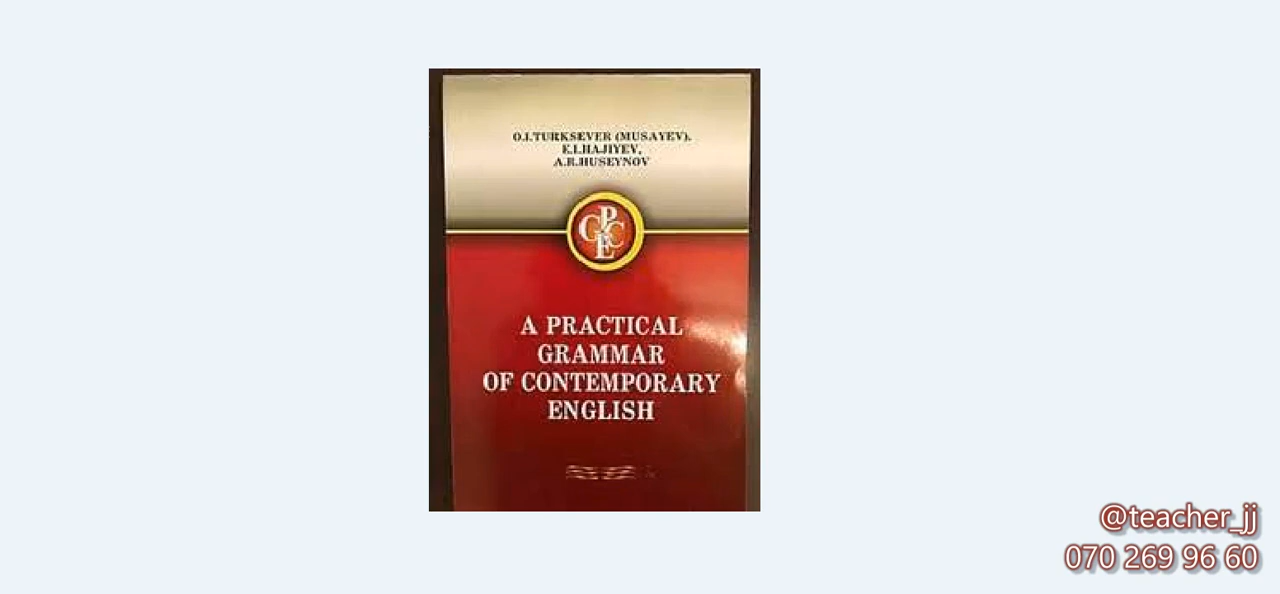 O.I.TURKSEVER (MUSAYEV),
E.I.HAJIYEV,
A.R.HUSEYNOV
P
G C
E
A PRACTICAL
GRAMMAR
OF CONTEMPORARY
ENGLISH
@teacher_jj
070 269 96 60